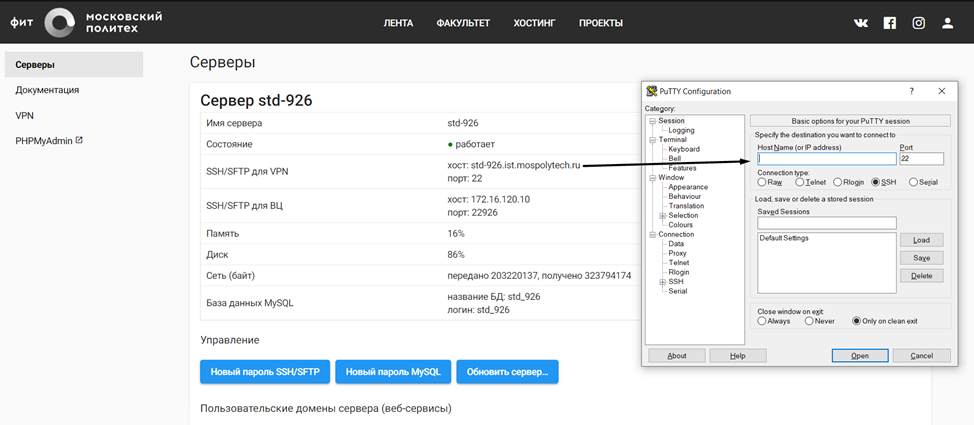 фит
московский
политех
ЛЕНТА ФАКУЛЬТЕТ ХОСТИНГ ПРОЕКТЫ
Серверы
Документация
VPN
PHPMyAdmin
Серверы
Сервер std-926
Имя сервера std-926
Состояние работает
SSH/SFTP для VPN хост: std-926.ist.mospolytech.ru
порт: 22
SSH/SFTP для ВЦ хост: 172.16.120.10
порт: 22926
Память 16%
Диск 86%
Сеть (байт) передано 203220137, получено 323794174
База данных MySQL название БД: std_926
логин: std_926
Управление
Новый пароль SSH/SFTP Новый пароль MySQL Обновить сервер...
Пользовательские домены сервера (веб-сервисы)
PuTTY Configuration ? ×
Category:
Session
Logging
Terminal
Keyboard
Bell
Features
Window
Appearance
Behaviour
Translation
Selection
Colours
Connection
Data
Proxy
Telnet
Rlogin
SSH
Serial
Basic options for your PuTTY session
Specify the destination you want to connect to
Host Name (or IP address) Port
22
Connection type:
Raw Telnet Rlogin SSH Serial
Load, save or delete a stored session
Saved Sessions
Default Settings
Load
Save
Delete
Close window on exit:
Always Never Only on clean exit
About Help Open Cancel